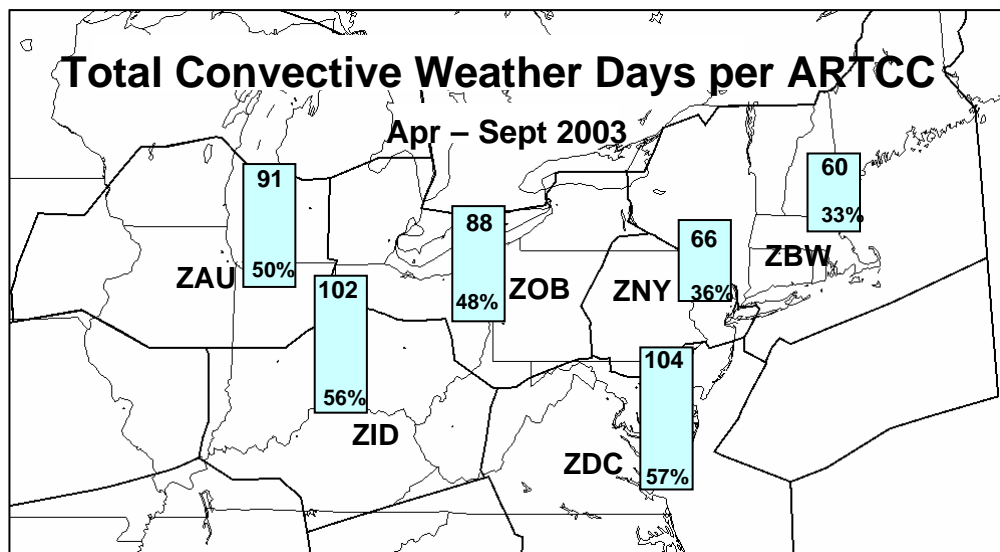 Total Convective Weather Days per ARTCC
Apr – Sept 2003
91
50%
ZAU
102
56%
ZID
88
48%
ZOB
66
36%
ZNY
60
33%
ZBW
104
57%
ZDC